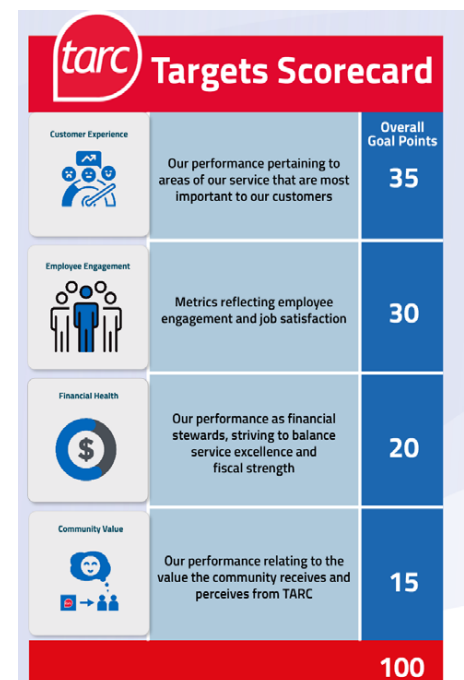 tarc
Targets Scorecard
Overall
Goal Points
Customer Experience
Our performance pertaining to
areas of our service that are most
important to our customers
35
Employee Engagement
Metrics reflecting employee
engagement and job satisfaction
30
Financial Health
$
Our performance as financial
stewards, striving to balance
service excellence and
fiscal strength
20
Community Value
Our performance relating to the
value the community receives and
perceives from TARC
15
100